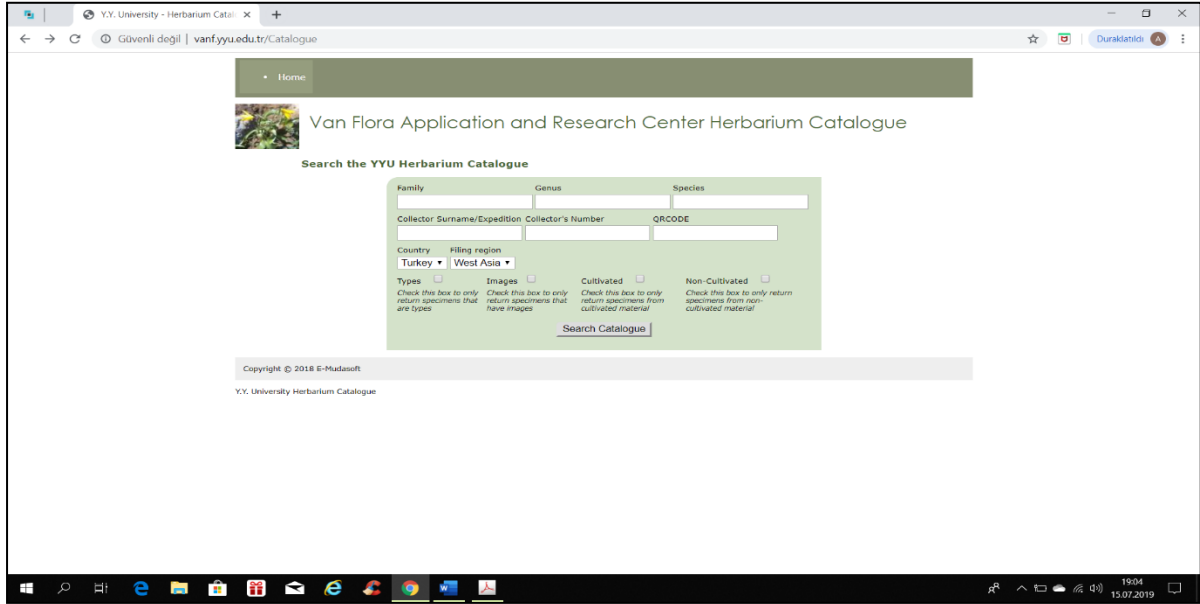 Y.Y. University - Herbarium Catal
Güvenli değil | vanf.yyu.edu.tr/Catalogue
Duraklatıldı A
• Home
Van Flora Application and Research Center Herbarium Catalogue
Search the YYU Herbarium Catalogue
Family Genus Species
Collector Surname/Expedition Collector's Number QRCODE
Country Filing region
Turkey West Asia
Types Images Cultivated Non-Cultivated
Check this box to only Check this box to only Check this box to only Check this box to only return
return specimens that return specimens that return specimens from specimens from non-
are types have images cultivated material cultivated material
Search Catalogue
Copyright © 2018 E-Mudasoft
Y.Y. University Herbarium Catalogue
19:04
15.07.2019